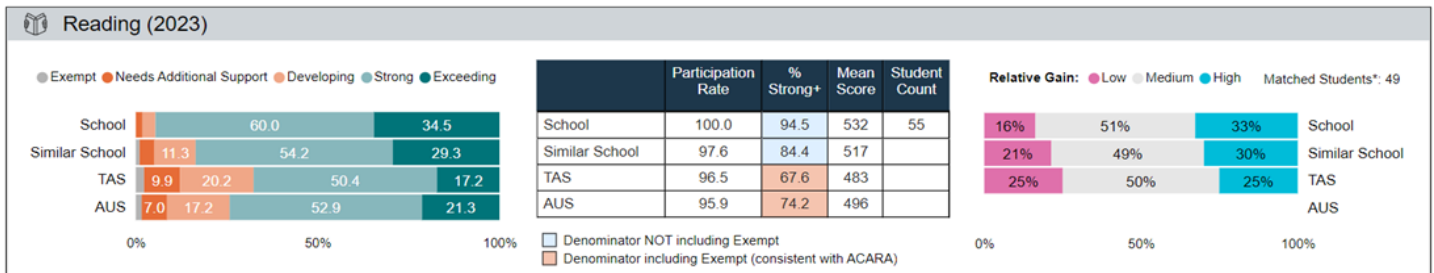 Reading (2023)
Exempt Needs Additional Support Developing Strong Exceeding
School 60.0 34.5
Similar School 11.3 54.2 29.3
TAS 9.9 20.2 50.4 17.2
AUS 7.0 17.2 52.9 21.3
0% 50% 100%
Participation Rate % Strong+ Mean Score Student Count
School 100.0 94.5 532 55
Similar School 97.6 84.4 517
TAS 96.5 67.6 483
AUS 95.9 74.2 496
Denominator NOT including Exempt
Denominator including Exempt (consistent with ACARA)
Relative Gain: Low Medium High Matched Students*: 49
16% 51% 33% School
21% 49% 30% Similar School
25% 50% 25% TAS
AUS
0% 50% 100%